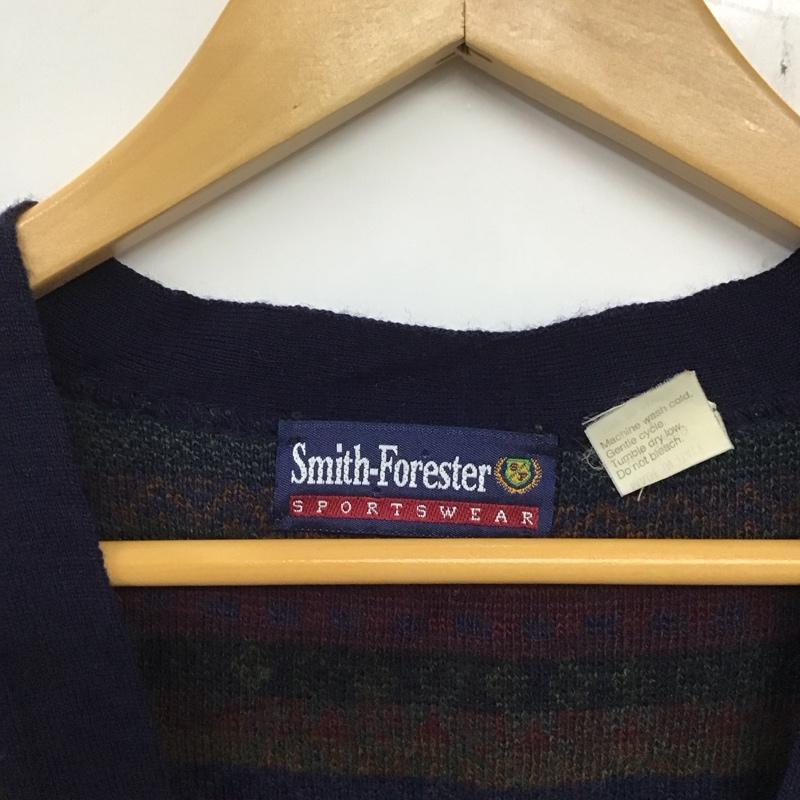 Smith-Forester
SPORTSWEAR
Machine wash cold.
Gentle cycle.
Tumble dry low.
Do not bleach.